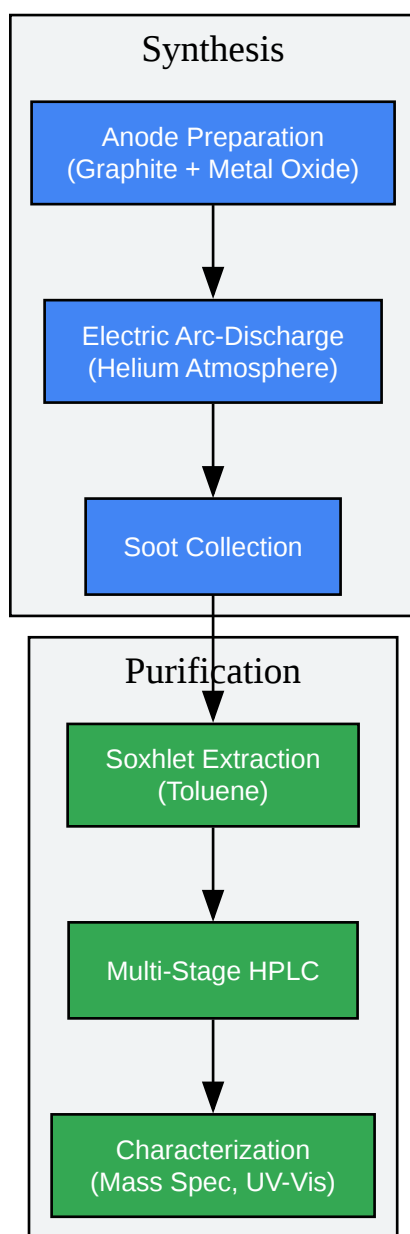 Synthesis
Anode Preparation
(Graphite + Metal Oxide)
Electric Arc-Discharge
(Helium Atmosphere)
Soot Collection
Purification
Soxhlet Extraction
(Toluene)
Multi-Stage HPLC
Characterization
(Mass Spec, UV-Vis)